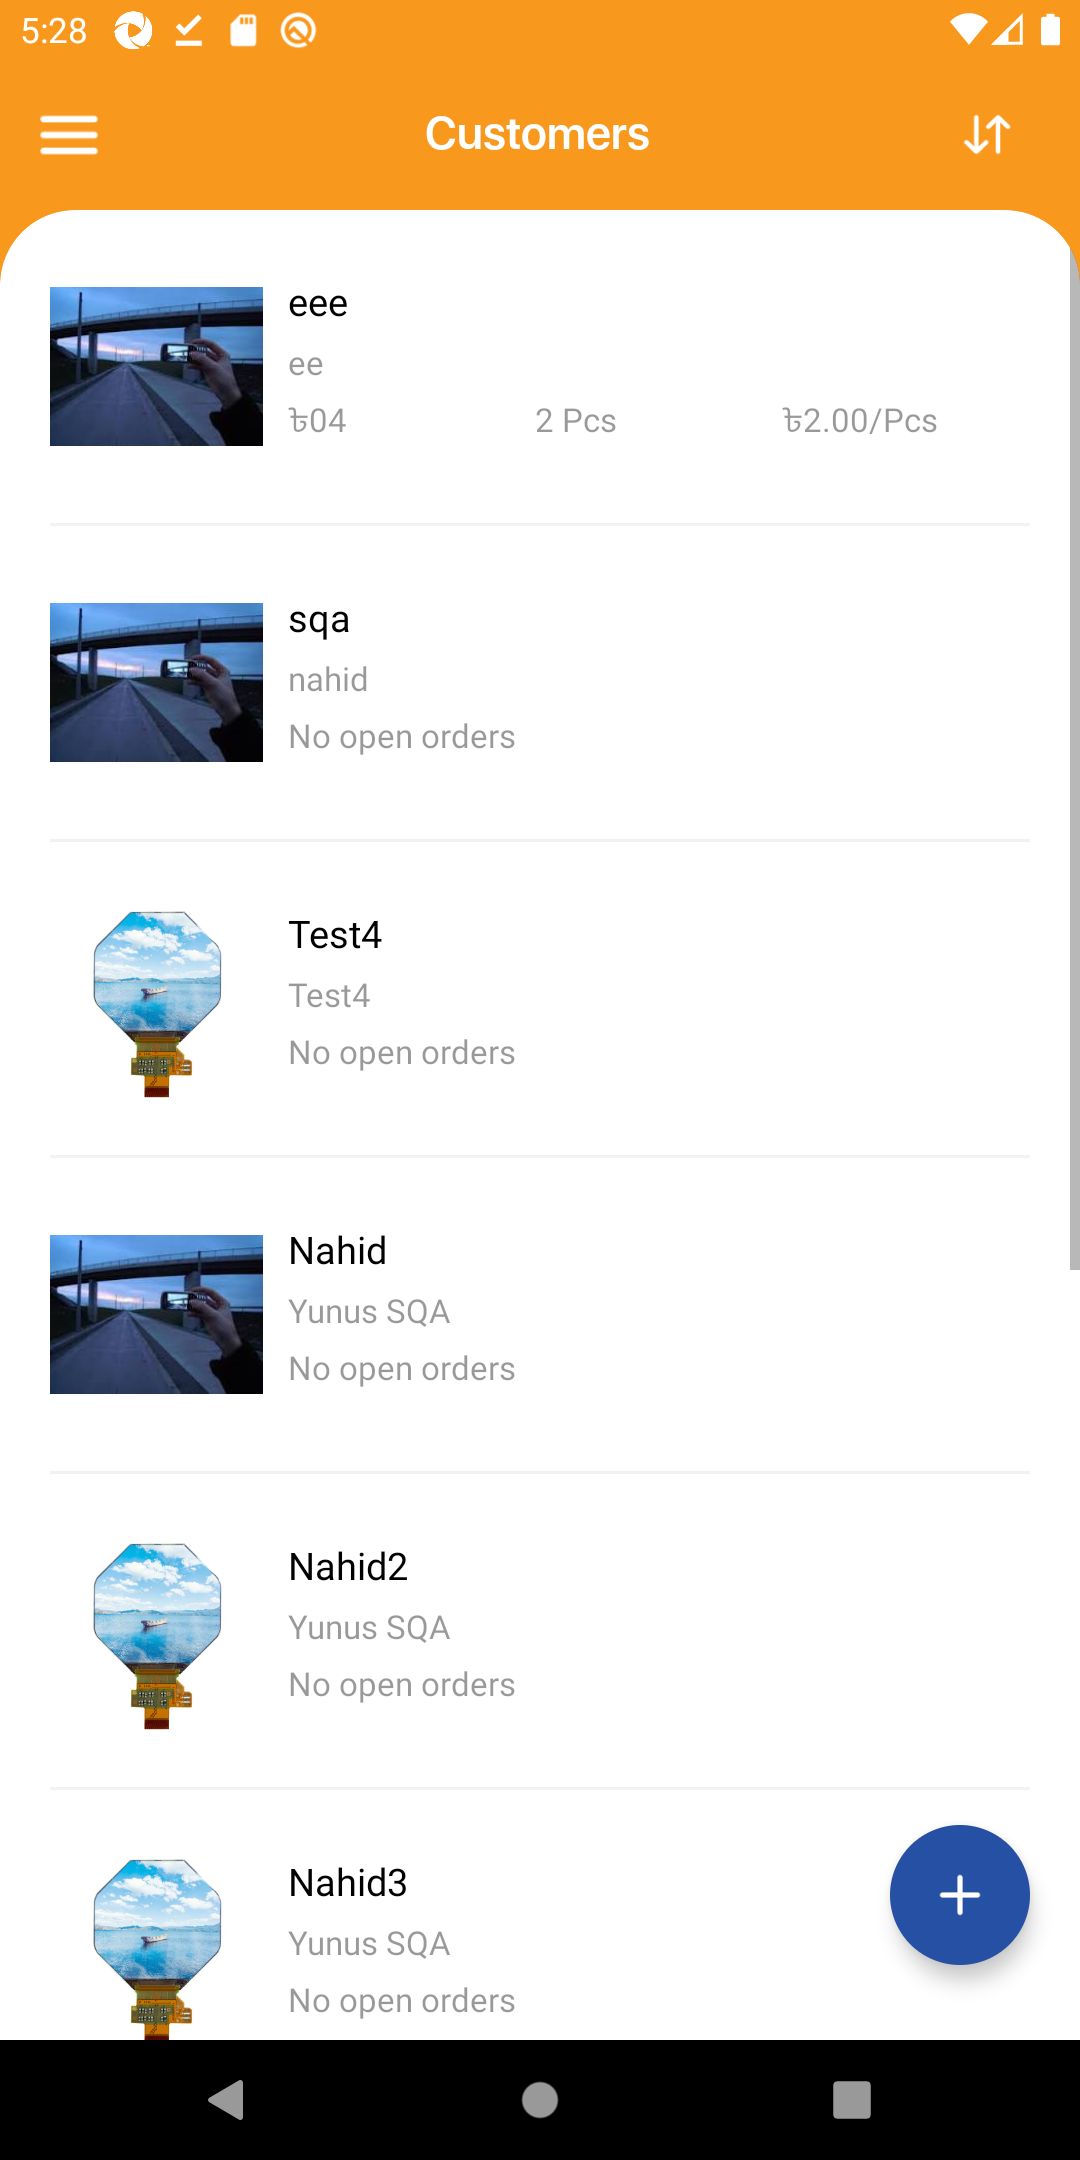 5:28
Customers
eee
ee
৳04 2 Pcs ৳2.00/Pcs
sqa
nahid
No open orders
Test4
Test4
No open orders
Nahid
Yunus SQA
No open orders
Nahid2
Yunus SQA
No open orders
Nahid3
Yunus SQA
No open orders